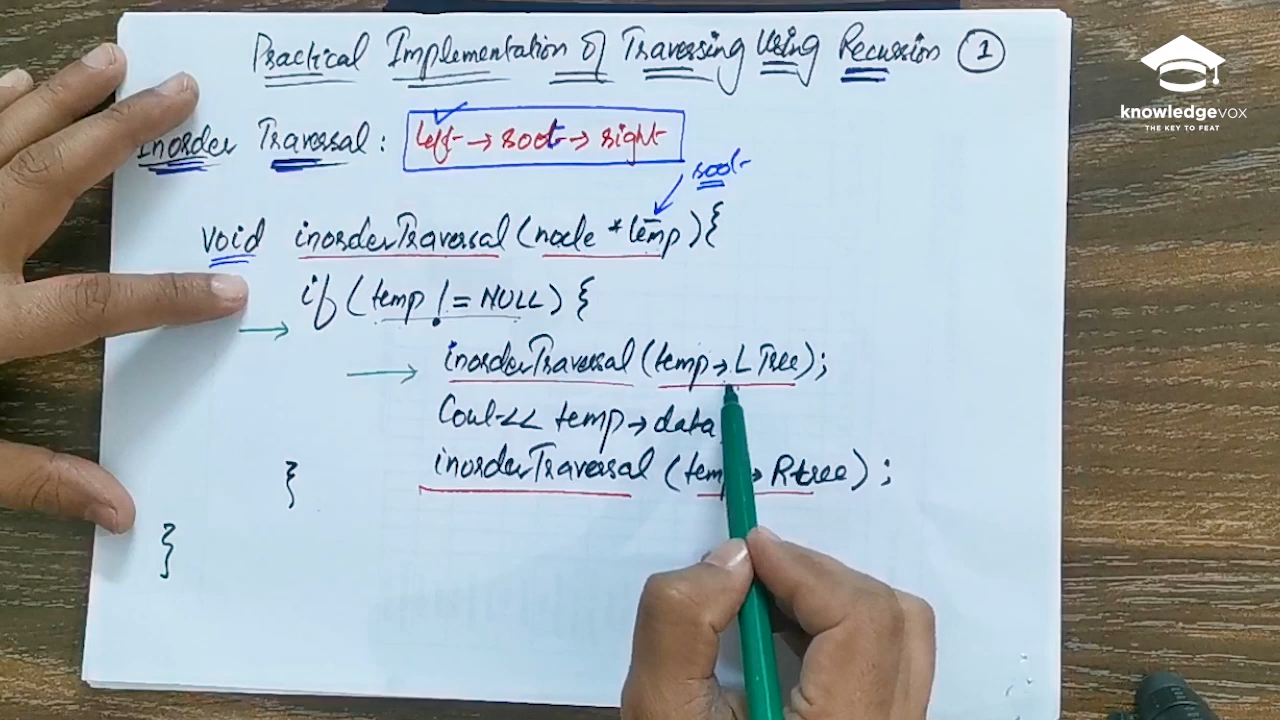 Practical Implementation of Traversing Using Recussion 1
knowledgevox
THE KEY TO FEAT
Inorder Traversal: left → root → right
root
void inorderTraversal (node *temp) {
if (temp != NULL) {
inorderTraversal (temp → LTree);
Cout << temp → data
inorderTraversal (temp → Rtree);
}
}